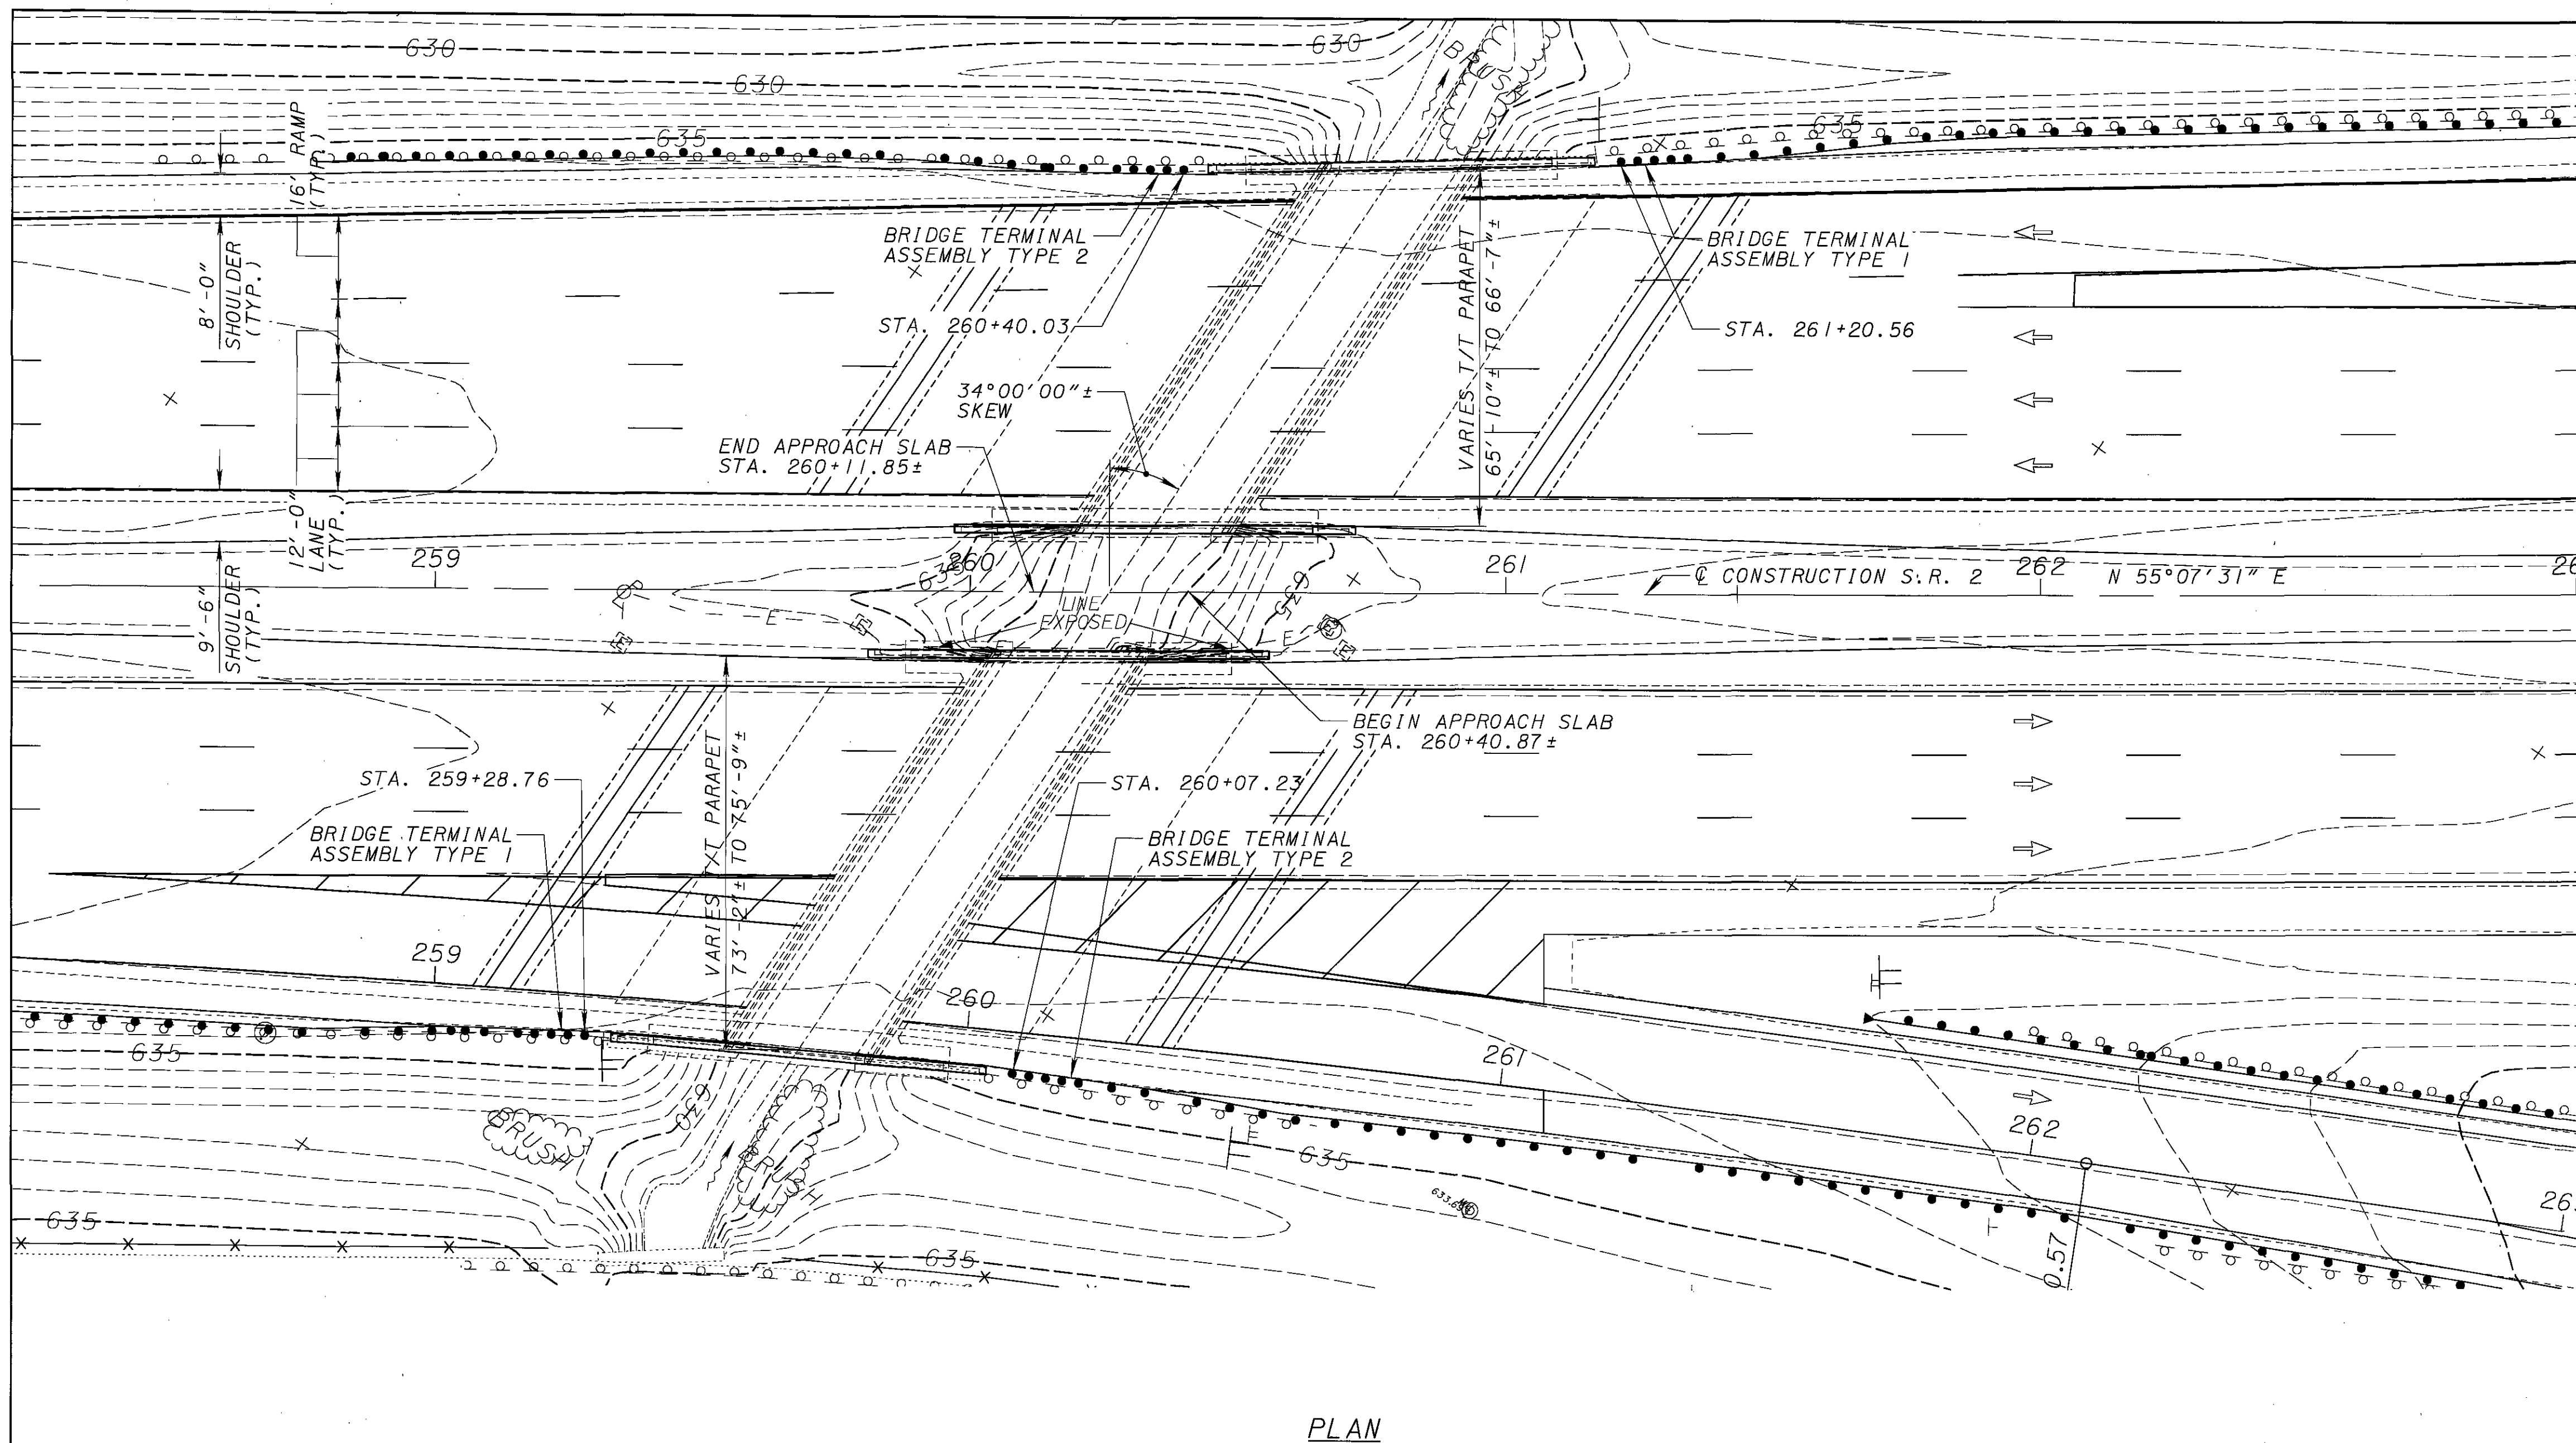 630
630
630
BRUSH
16' RAMP
(TYP.)
635
635
BRIDGE TERMINAL
ASSEMBLY TYPE 2
BRIDGE TERMINAL
ASSEMBLY TYPE 1
8'-0"
SHOULDER
(TYP.)
STA. 260+40.03
STA. 261+20.56
VARIES T/T PARAPET
65'-10"± TO 66'-7"±
34°00'00"±
SKEW
END APPROACH SLAB
STA. 260+11.85±
12'-0"
LANE
(TYP.)
259
635
260
261
℄ CONSTRUCTION S.R. 2
262
N 55°07'31" E
26
9'-6"
SHOULDER
(TYP.)
E
E
E
LINE
EXPOSED
E
E
E
625
BEGIN APPROACH SLAB
STA. 260+40.87±
VARIES T/T PARAPET
73'-2"± TO 75'-9"±
STA. 259+28.76
STA. 260+07.23
BRIDGE TERMINAL
ASSEMBLY TYPE 1
BRIDGE TERMINAL
ASSEMBLY TYPE 2
259
260
261
262
26
635
630
BRUSH
BRUSH
635
635
635
0.57
PLAN